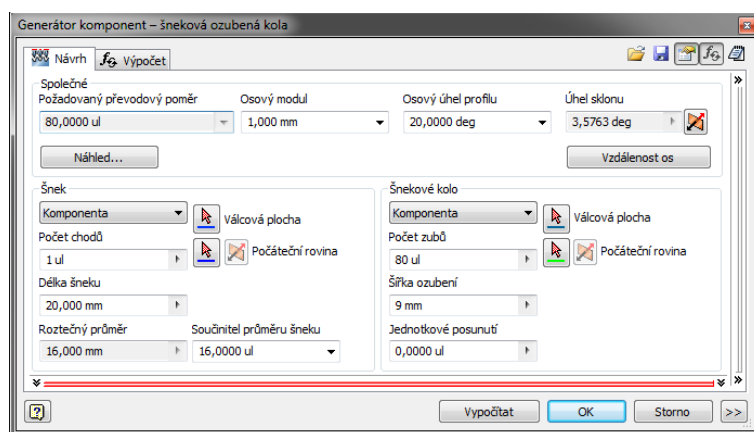 Generátor komponent – šneková ozubená kola
Návrh
fG Výpočet
Společné
Požadovaný převodový poměr
Osový modul
Osový úhel profilu
Úhel sklonu
80,0000 ul
1,000 mm
20,0000 deg
3,5763 deg
Náhled...
Vzdálenost os
Šnek
Komponenta
Válcová plocha
Počet chodů
1 ul
Počáteční rovina
Délka šneku
20,000 mm
Roztečný průměr
Součinitel průměru šneku
16,000 mm
16,0000 ul
Šnekové kolo
Komponenta
Válcová plocha
Počet zubů
80 ul
Počáteční rovina
Šířka ozubení
9 mm
Jednotkové posunutí
0,0000 ul
?
Vypočítat
OK
Storno
>>